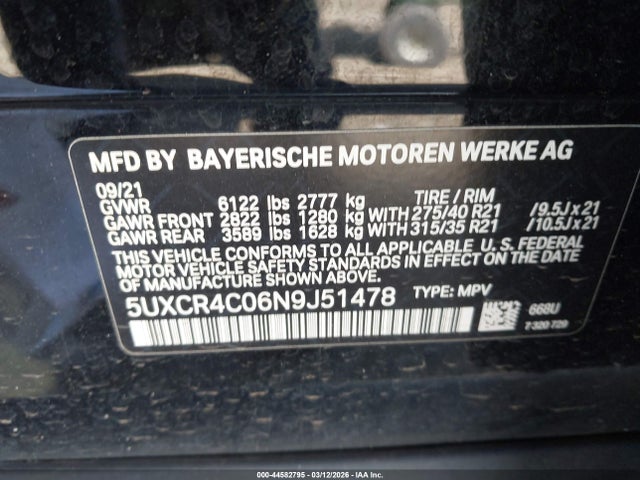 MFD BY BAYERISCHE MOTOREN WERKE AG
09/21
GVWR 6122 lbs 2777 kg TIRE / RIM
GAWR FRONT 2822 lbs 1280 kg WITH 275/40 R21 /9.5J x 21
GAWR REAR 3589 lbs 1628 kg WITH 315/35 R21 /10.5J x 21
THIS VEHICLE CONFORMS TO ALL APPLICABLE U.S. FEDERAL
MOTOR VEHICLE SAFETY STANDARDS IN EFFECT ON THE
DATE OF MANUFACTURE SHOWN ABOVE.
5UXCR4C06N9J51478 TYPE: MPV
668U
7 320 729
000-44582795 - 03/12/2026 - IAA Inc.